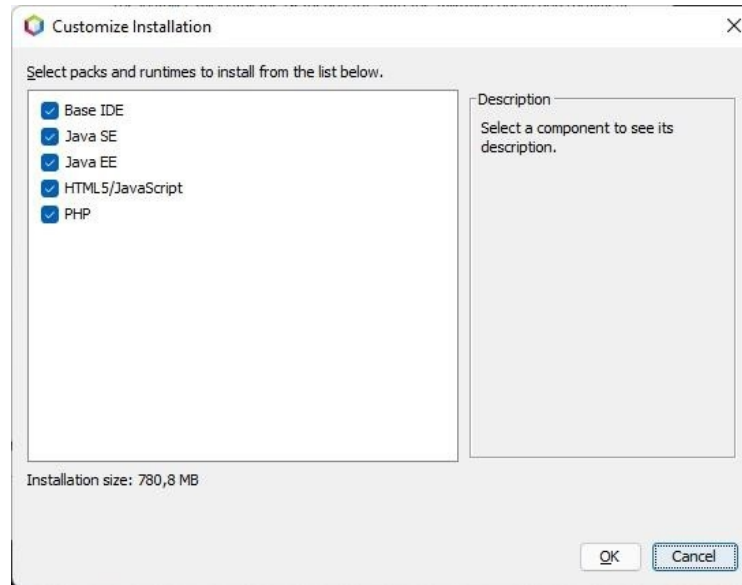 Customize Installation
Select packs and runtimes to install from the list below.
Base IDE
Java SE
Java EE
HTML5/JavaScript
PHP
Description
Select a component to see its
description.
Installation size: 780,8 MB
OK
Cancel